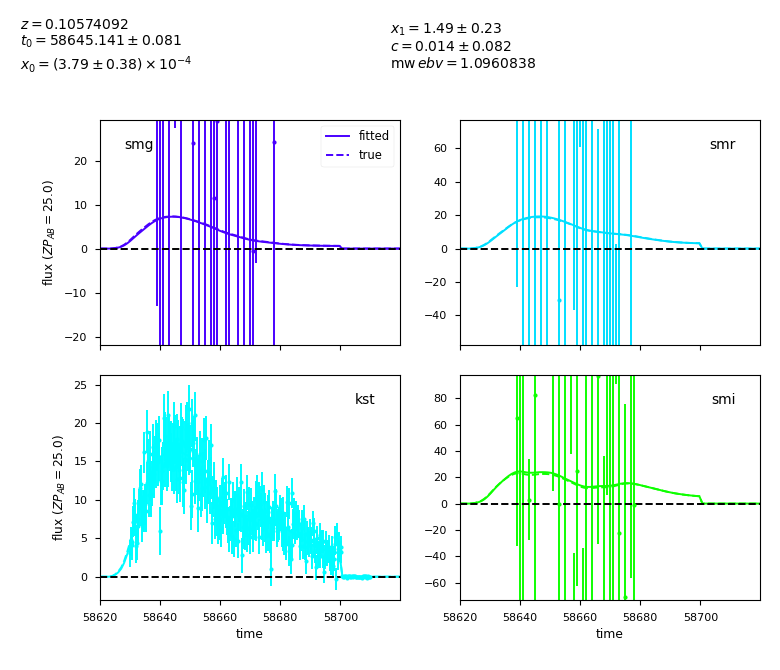 z = 0.10574092
t₀ = 58645.141 ± 0.081
x₀ = (3.79 ± 0.38) × 10⁻⁴
x₁ = 1.49 ± 0.23
c = 0.014 ± 0.082
mw ebv = 1.0960838
smg
fitted
true
20
10
0
−10
−20
flux (ZP_AB = 25.0)
smr
60
40
20
0
−20
−40
kst
25
20
15
10
5
0
flux (ZP_AB = 25.0)
58620 58640 58660 58680 58700
time
smi
80
60
40
20
0
−20
−40
−60
58620 58640 58660 58680 58700
time